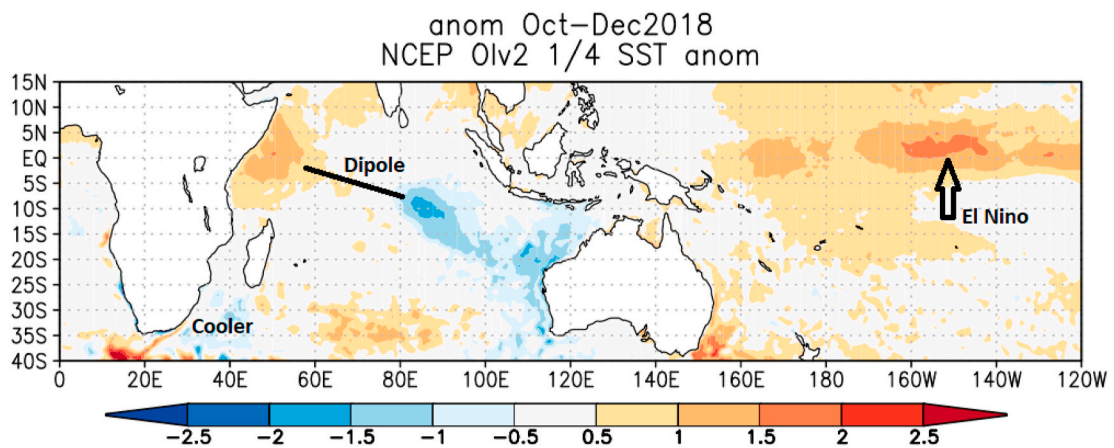 anom Oct-Dec2018
NCEP OIv2 1/4 SST anom
15N
10N
5N
EQ
5S
10S
15S
20S
25S
30S
35S
40S
Dipole
El Nino
Cooler
0 20E 40E 60E 80E 100E 120E 140E 160E 180 160W 140W 120W
-2.5 -2 -1.5 -1 -0.5 0.5 1 1.5 2 2.5